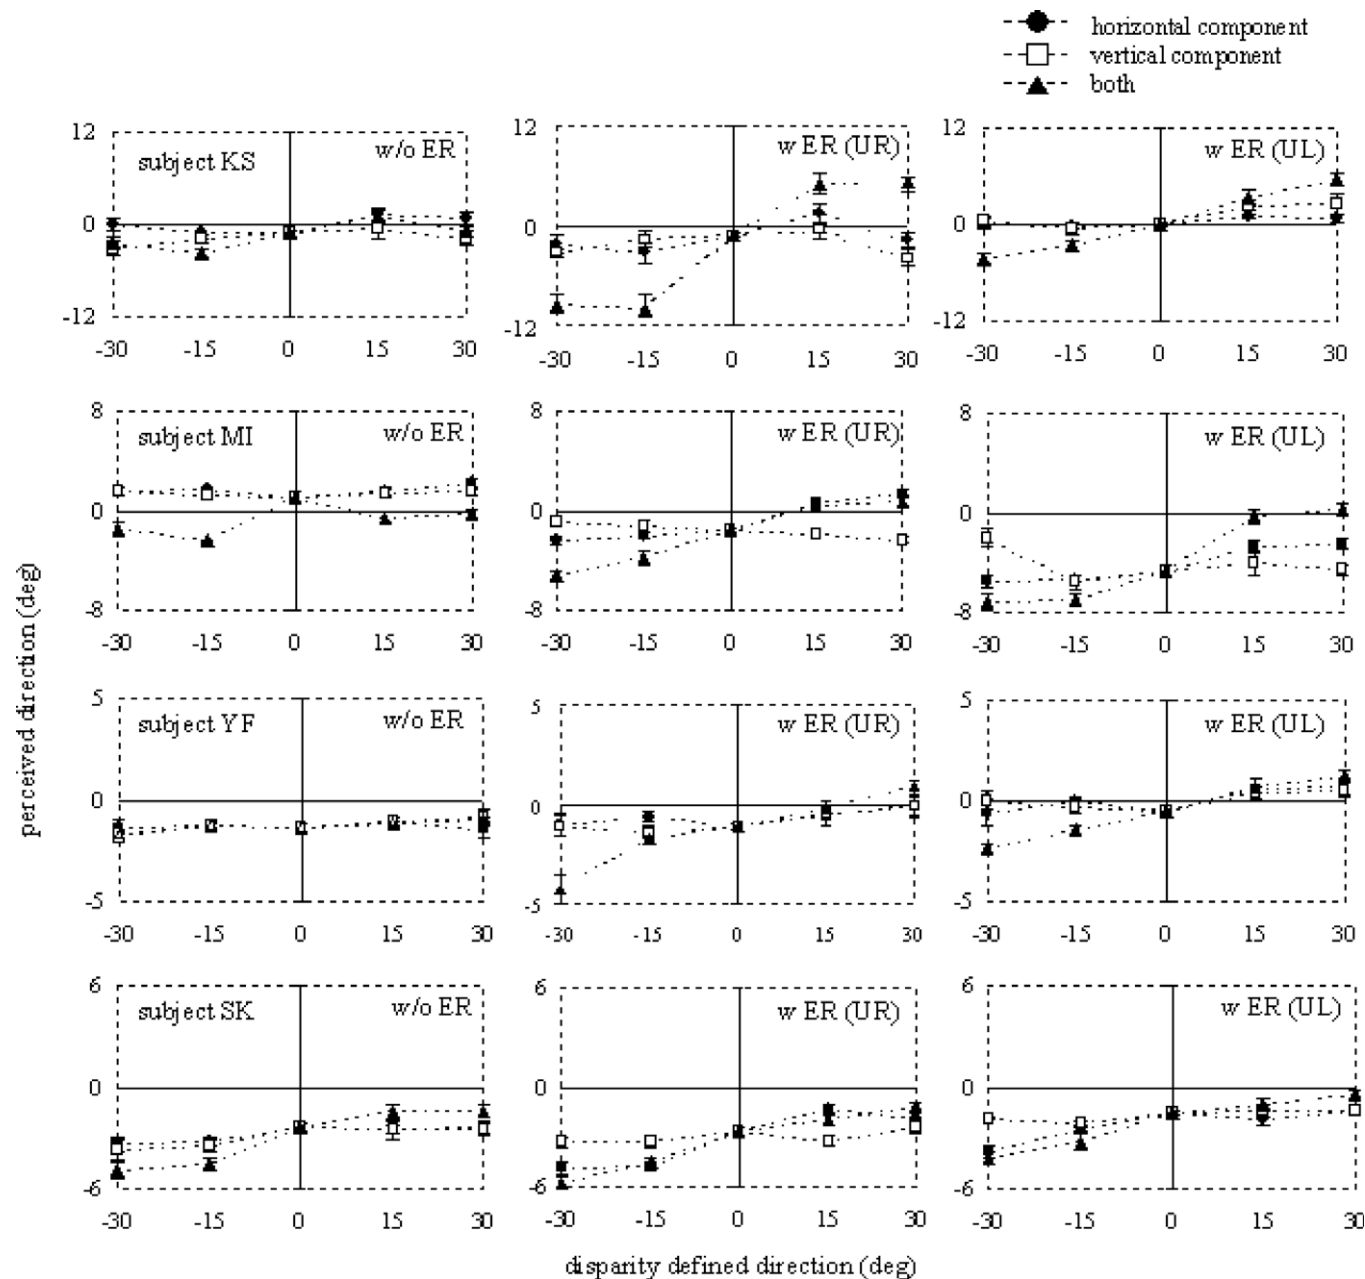 horizontal component
vertical component
both
12
0
-12
subject KS
w/o ER
-30 -15 0 15 30
12
0
-12
w ER (UR)
-30 -15 0 15 30
12
0
-12
w ER (UL)
-30 -15 0 15 30
8
0
-8
subject MI
w/o ER
-30 -15 0 15 30
8
0
-8
w ER (UR)
-30 -15 0 15 30
8
0
-8
w ER (UL)
-30 -15 0 15 30
perceived direction (deg)
5
0
-5
subject YF
w/o ER
-30 -15 0 15 30
5
0
-5
w ER (UR)
-30 -15 0 15 30
5
0
-5
w ER (UL)
-30 -15 0 15 30
6
0
-6
subject SK
w/o ER
-30 -15 0 15 30
6
0
-6
w ER (UR)
-30 -15 0 15 30
6
0
-6
w ER (UL)
-30 -15 0 15 30
disparity defined direction (deg)